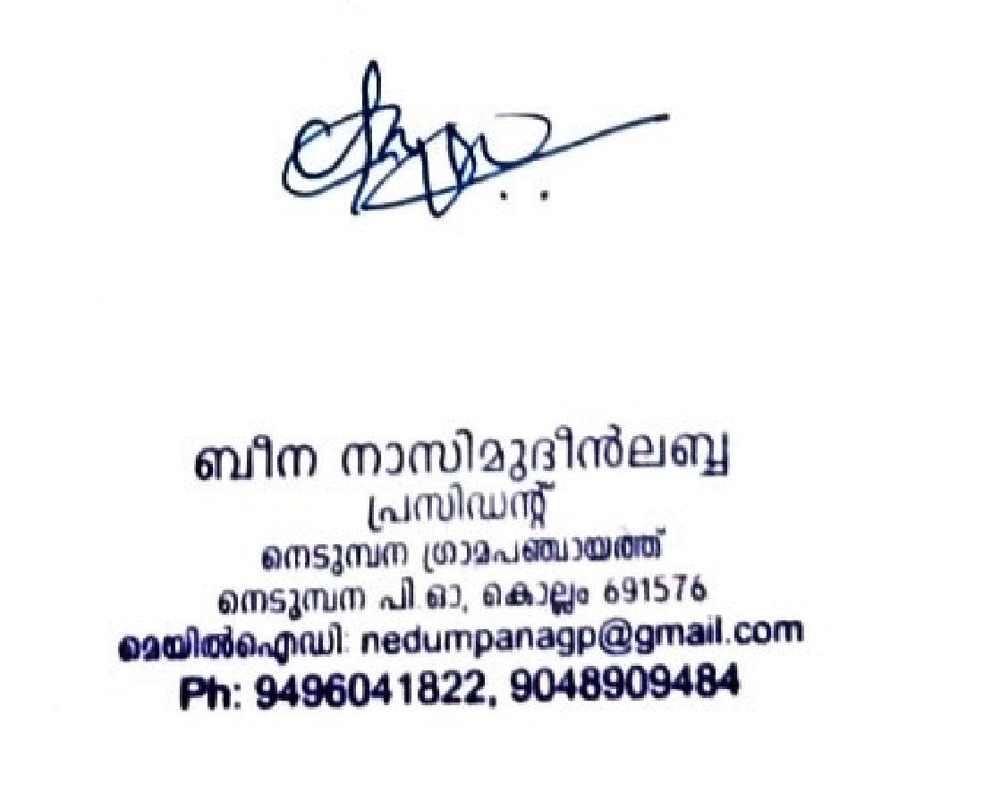 ബീന നാസിമുദീൻലബ്ബ
പ്രസിഡന്റ്
നെടുമ്പന ഗ്രാമപഞ്ചായത്ത്
നെടുമ്പന പി.ഓ, കൊല്ലം 691576
മെയിൽഐഡി: nedumpanagp@gmail.com
Ph: 9496041822, 9048909484